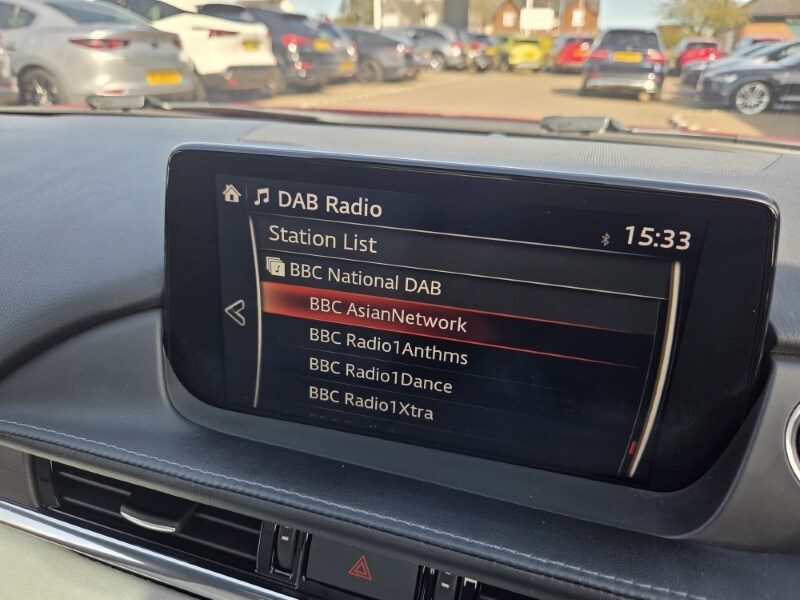 DAB Radio
15:33
Station List
BBC National DAB
BBC AsianNetwork
BBC Radio1Anthms
BBC Radio1Dance
BBC Radio1Xtra